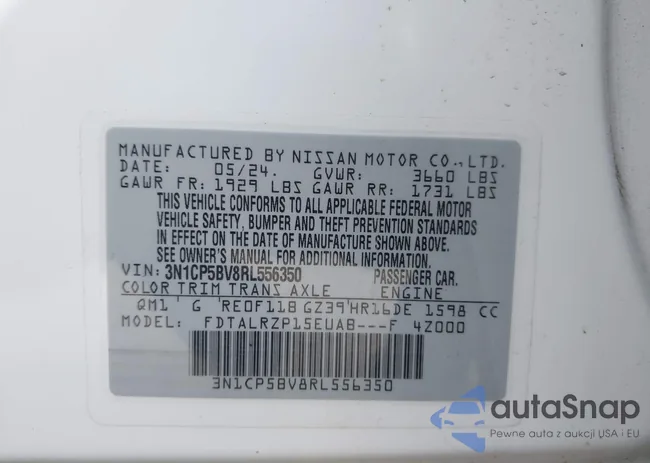 MANUFACTURED BY NISSAN MOTOR CO., LTD.
DATE: 05/24. GVWR: 3660 LBS
GAWR FR: 1929 LBS GAWR RR: 1731 LBS
THIS VEHICLE CONFORMS TO ALL APPLICABLE FEDERAL MOTOR
VEHICLE SAFETY, BUMPER AND THEFT PREVENTION STANDARDS
IN EFFECT ON THE DATE OF MANUFACTURE SHOWN ABOVE.
SEE OWNER'S MANUAL FOR ADDITIONAL INFORMATION.
VIN: 3N1CP5BV8RL556350 PASSENGER CAR.
COLOR TRIM TRANS AXLE ENGINE
QM1 G RE0F11B GZ39 HR16DE 1598 CC
MODEL: FDTALRZP15EUAB---F 4Z000
3N1CP5BV8RL556350
autaSnap
Pewne auta z aukcji USA i EU